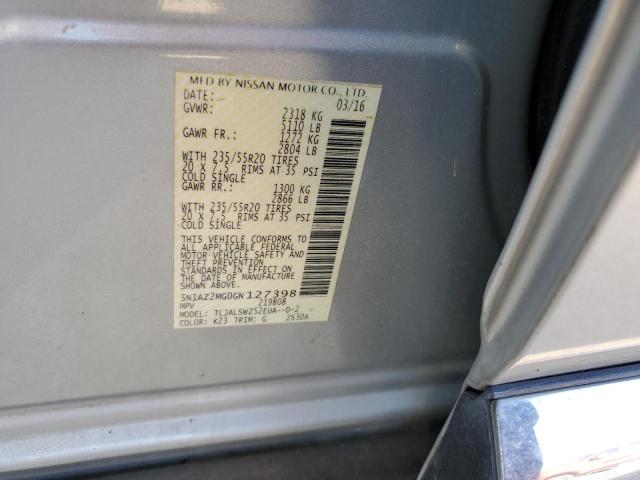 MFD BY NISSAN MOTOR CO., LTD.
DATE: 03/16
GVWR: 2318 KG
5110 LB
GAWR FR.: 1272 KG
2804 LB
WITH 235/55R20 TIRES
20 X 7.5 RIMS AT 35 PSI
COLD SINGLE
GAWR RR.: 1300 KG
2866 LB
WITH 235/55R20 TIRES
20 X 7.5 RIMS AT 35 PSI
COLD SINGLE
THIS VEHICLE CONFORMS TO
ALL APPLICABLE FEDERAL
MOTOR VEHICLE SAFETY AND
THEFT PREVENTION
STANDARDS IN EFFECT ON
THE DATE OF MANUFACTURE
SHOWN ABOVE.
5N1AZ2MG0GN127398
MPV 219808
MODEL: TLJALSWZ52EUA--D-2
COLOR: K23 TRIM: G 2530A